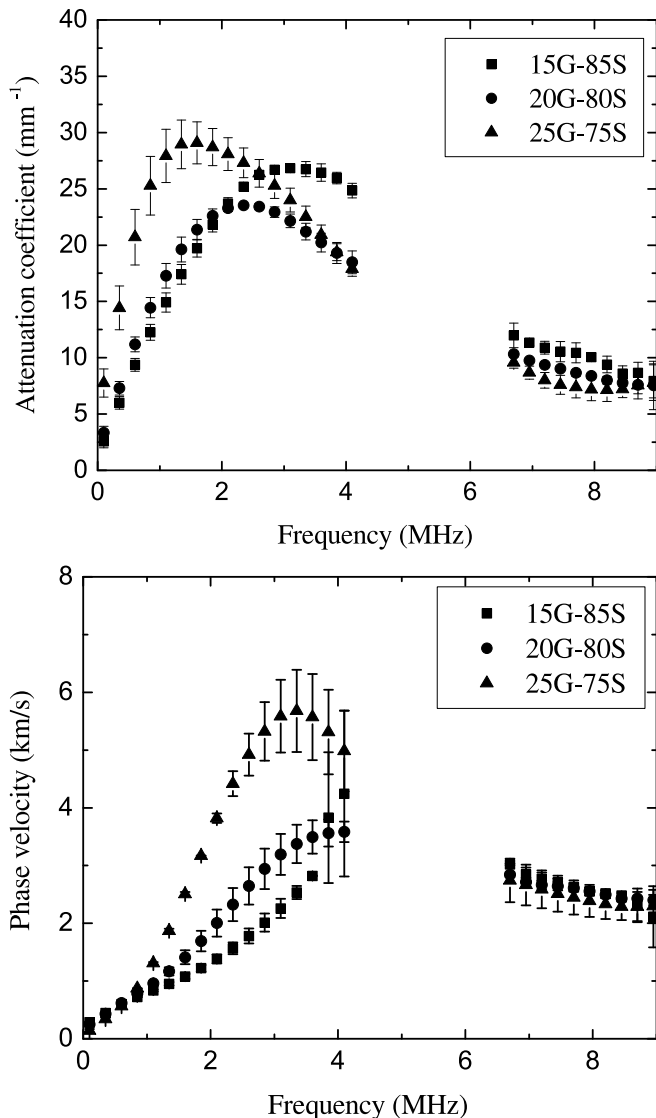 40
35
30
25
20
15
10
5
0
Attenuation coefficient (mm⁻¹)
15G-85S
20G-80S
25G-75S
0 2 4 6 8
Frequency (MHz)
8
6
4
2
0
Phase velocity (km/s)
15G-85S
20G-80S
25G-75S
0 2 4 6 8
Frequency (MHz)